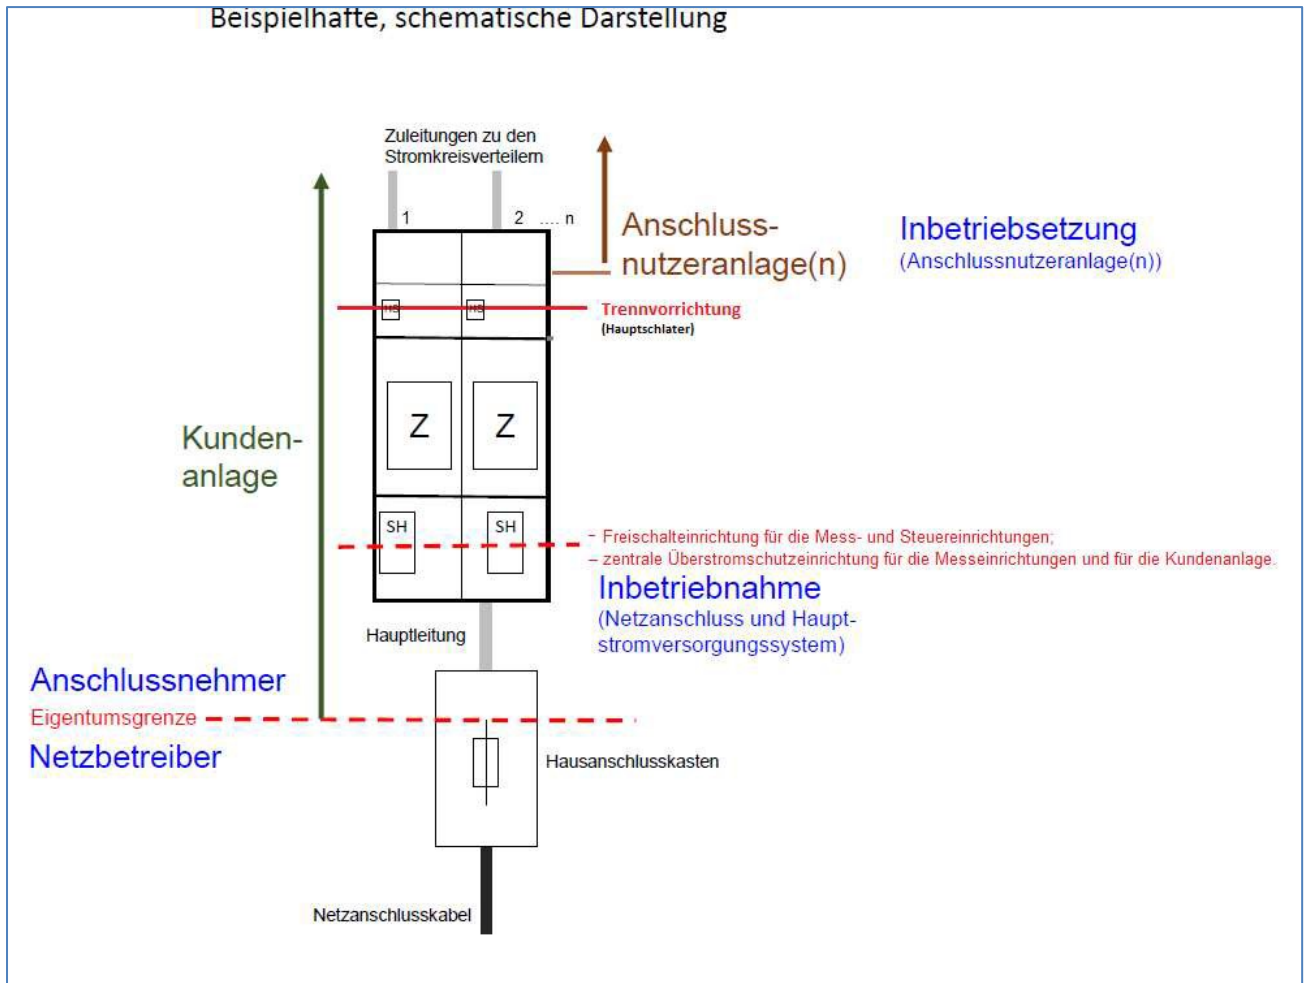 Beispielhafte, schematische Darstellung
Zuleitungen zu den
Stromkreisverteilern
1
2 .... n
Anschluss-
nutzeranlage(n)
Inbetriebsetzung
(Anschlussnutzeranlage(n))
HS
HS
Trennvorrichtung
(Hauptschlater)
Z
Z
Kunden-
anlage
SH
SH
– Freischalteinrichtung für die Mess- und Steuereinrichtungen;
– zentrale Überstromschutzeinrichtung für die Messeinrichtungen und für die Kundenanlage.
Inbetriebnahme
(Netzanschluss und Haupt-
stromversorgungssystem)
Hauptleitung
Anschlussnehmer
Eigentumsgrenze
Netzbetreiber
Hausanschlusskasten
Netzanschlusskabel